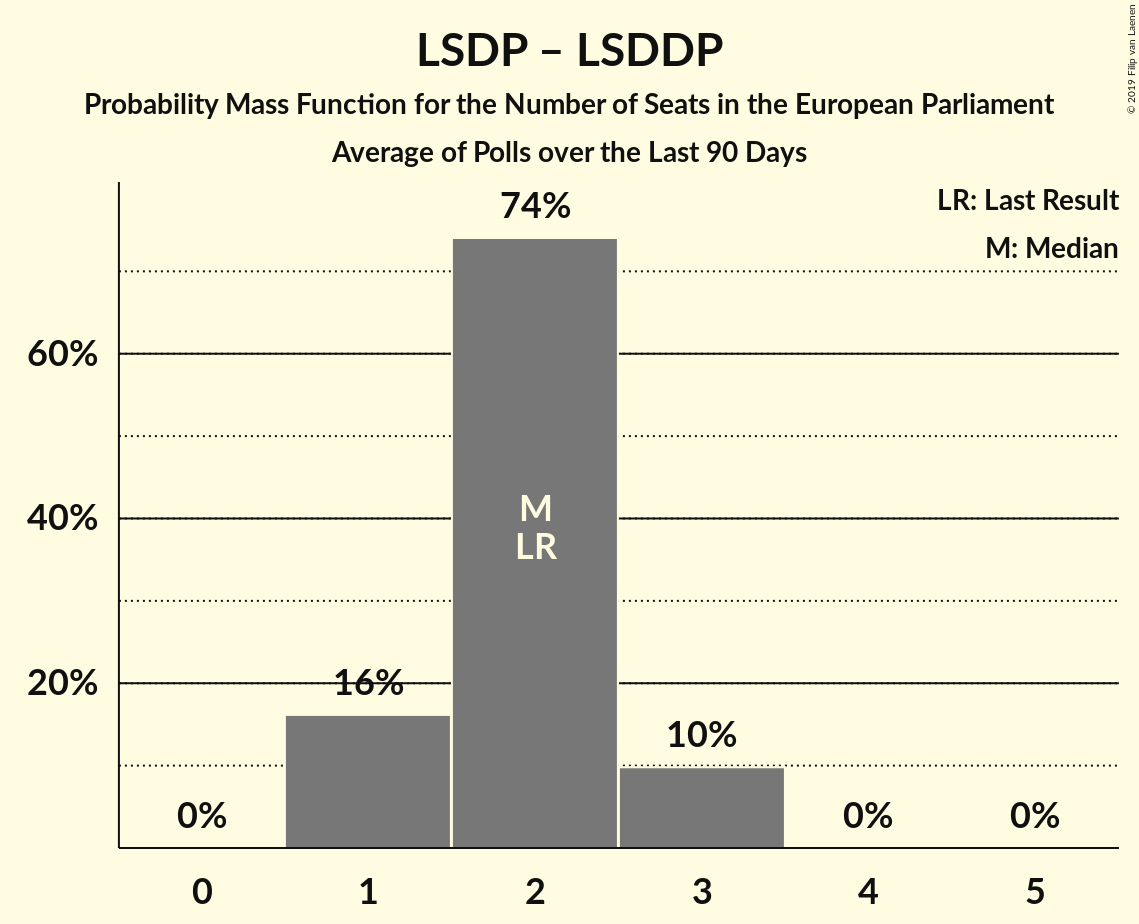 LSDP – LSDDP
Probability Mass Function for the Number of Seats in the European Parliament
Average of Polls over the Last 90 Days
© 2019 Filip van Laenen
LR: Last Result
M: Median
74%
60%
M
40%
LR
20%
16%
10%
0%
0%
0%
0 1 2 3 4 5